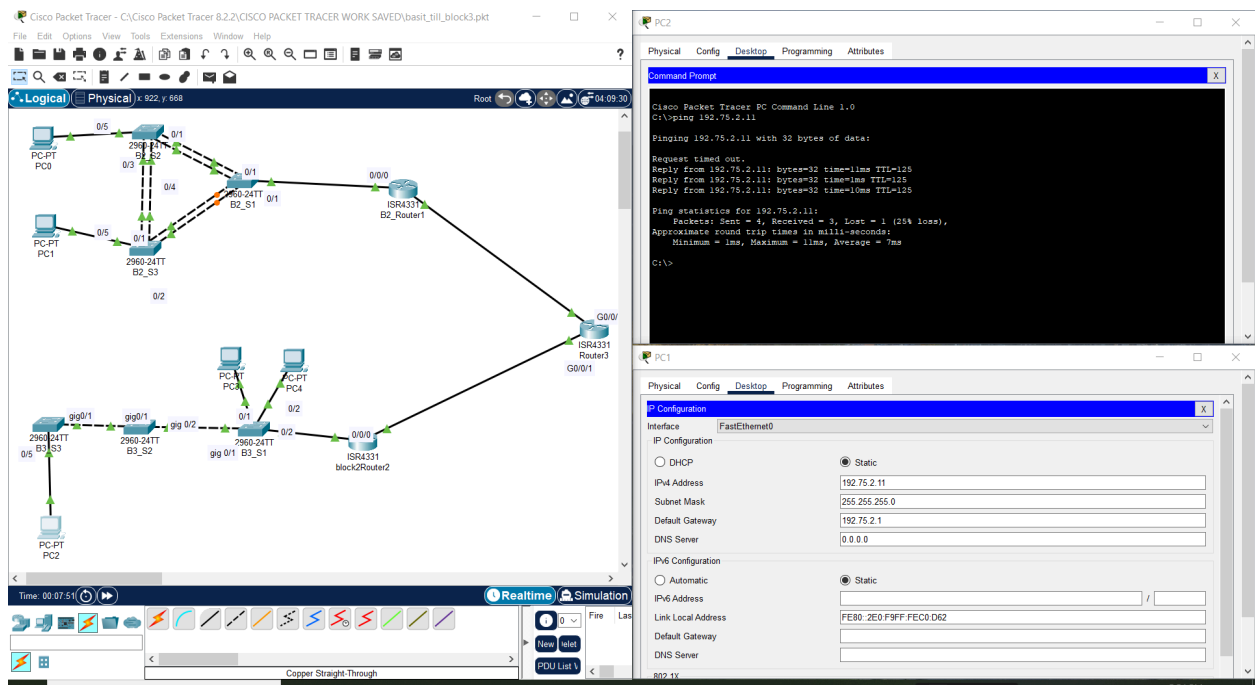 Cisco Packet Tracer - C:\Cisco Packet Tracer 8.2.2\CISCO PACKET TRACER WORK SAVED\basit_till_block3.pkt
File Edit Options View Tools Extensions Window Help
?
Logical Physical x: 922, y: 668
Root
04:09:30
0/5
0/1
2960-24TT
B2_S2
PC-PT
PC0
0/3
0/4
0/1
2960-24TT
B2_S1
0/1
0/0/0
ISR4331
B2_Router1
PC-PT
PC1
0/5
0/1
2960-24TT
B2_S3
0/2
G0/0/
ISR4331
Router3
G0/0/1
PC-PT
PC3
PC-PT
PC4
0/1
0/2
gig0/1
gig0/1
gig 0/2
0/2
0/0/0
2960-24TT
B3_S3
0/5
2960-24TT
B3_S2
gig 0/1
2960-24TT
B3_S1
ISR4331
block2Router2
PC-PT
PC2
Time: 00:07:51
Realtime
Simulation
0
Fire
Las
New
elet
PDU List
Copper Straight-Through
PC2
Physical Config Desktop Programming Attributes
Command Prompt
X
Cisco Packet Tracer PC Command Line 1.0
C:\>ping 192.75.2.11
Pinging 192.75.2.11 with 32 bytes of data:
Request timed out.
Reply from 192.75.2.11: bytes=32 time=11ms TTL=125
Reply from 192.75.2.11: bytes=32 time=1ms TTL=125
Reply from 192.75.2.11: bytes=32 time=10ms TTL=125
Ping statistics for 192.75.2.11:
Packets: Sent = 4, Received = 3, Lost = 1 (25% loss),
Approximate round trip times in milli-seconds:
Minimum = 1ms, Maximum = 11ms, Average = 7ms
C:\>
PC1
Physical Config Desktop Programming Attributes
IP Configuration
X
Interface FastEthernet0
IP Configuration
DHCP
Static
IPv4 Address 192.75.2.11
Subnet Mask 255.255.255.0
Default Gateway 192.75.2.1
DNS Server 0.0.0.0
IPv6 Configuration
Automatic
Static
IPv6 Address /
Link Local Address FE80::2E0:F9FF:FEC0:D62
Default Gateway
DNS Server
802.1X